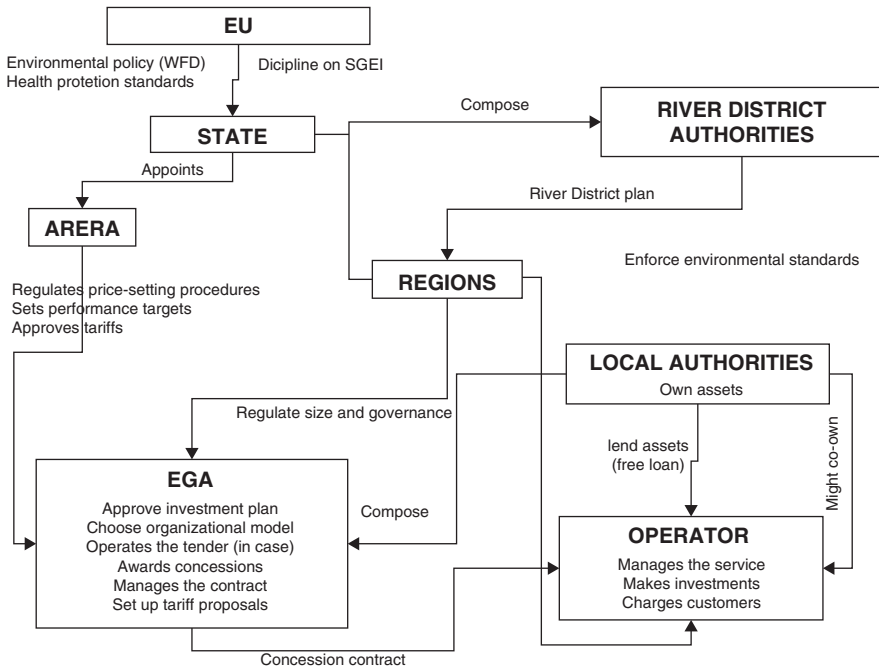 EU
Environmental policy (WFD)
Health protetion standards
Dicipline on SGEI
STATE
Compose
RIVER DISTRICT
AUTHORITIES
Appoints
River District plan
ARERA
REGIONS
Enforce environmental standards
Regulates price-setting procedures
Sets performance targets
Approves tariffs
LOCAL AUTHORITIES
Own assets
Regulate size and governance
lend assets
(free loan)
Might co-own
EGA
Approve investment plan
Choose organizational model
Operates the tender (in case)
Awards concessions
Manages the contract
Set up tariff proposals
Compose
OPERATOR
Manages the service
Makes investments
Charges customers
Concession contract